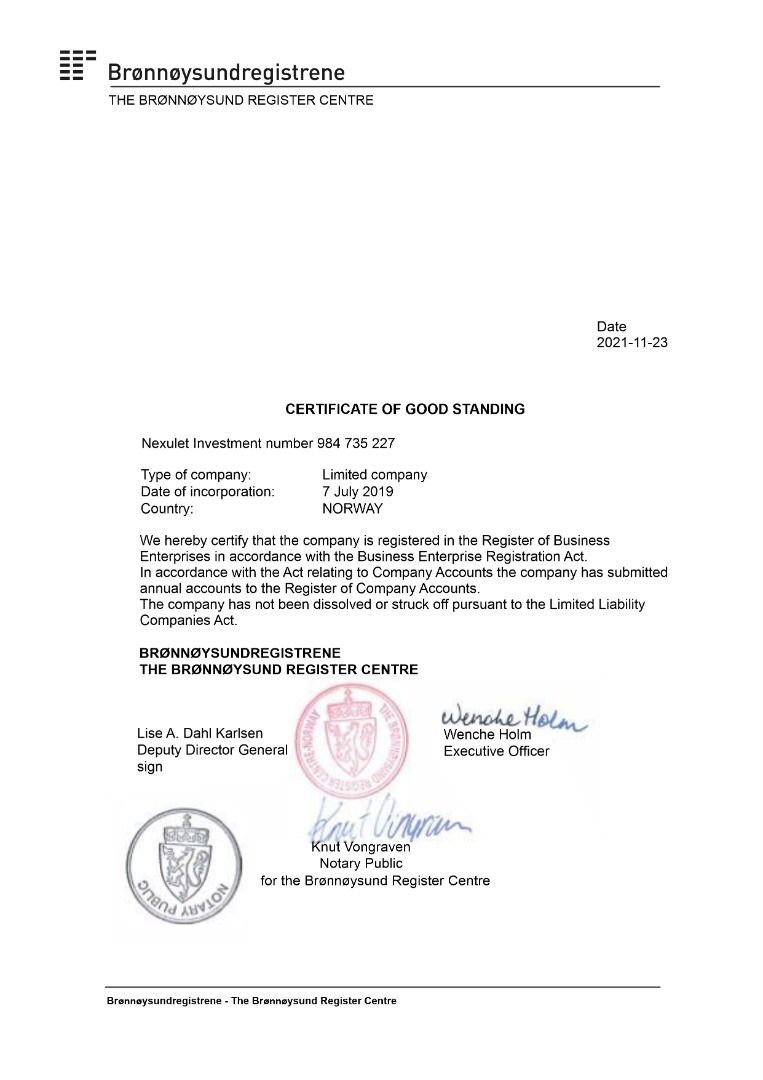 Brønnøysundregistrene
THE BRØNNØYSUND REGISTER CENTRE
Date
2021-11-23
CERTIFICATE OF GOOD STANDING
Nexulet Investment number 984 735 227
Type of company: Limited company
Date of incorporation: 7 July 2019
Country: NORWAY
We hereby certify that the company is registered in the Register of Business
Enterprises in accordance with the Business Enterprise Registration Act.
In accordance with the Act relating to Company Accounts the company has submitted
annual accounts to the Register of Company Accounts.
The company has not been dissolved or struck off pursuant to the Limited Liability
Companies Act.
BRØNNØYSUNDREGISTRENE
THE BRØNNØYSUND REGISTER CENTRE
THE BRØNNØYSUND REGISTER CENTRE-NORWAY
Wenche Holm
Lise A. Dahl Karlsen
Deputy Director General
sign
Wenche Holm
Executive Officer
Knut Vongraven
Knut Vongraven
Notary Public
for the Brønnøysund Register Centre
NOTARY PUBLIC
Brønnøysundregistrene - The Brønnøysund Register Centre